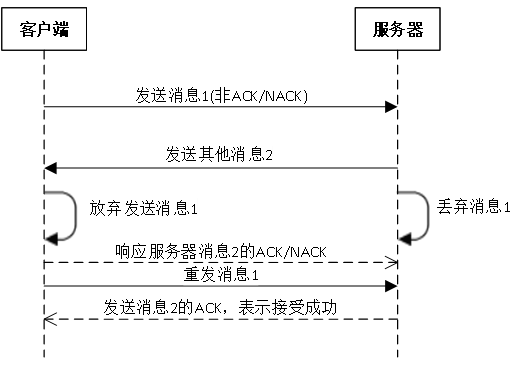 客户端
服务器
发送消息1(非ACK/NACK)
发送其他消息2
放弃发送消息1
丢弃消息1
响应服务器消息2的ACK/NACK
重发消息1
发送消息2的ACK，表示接受成功